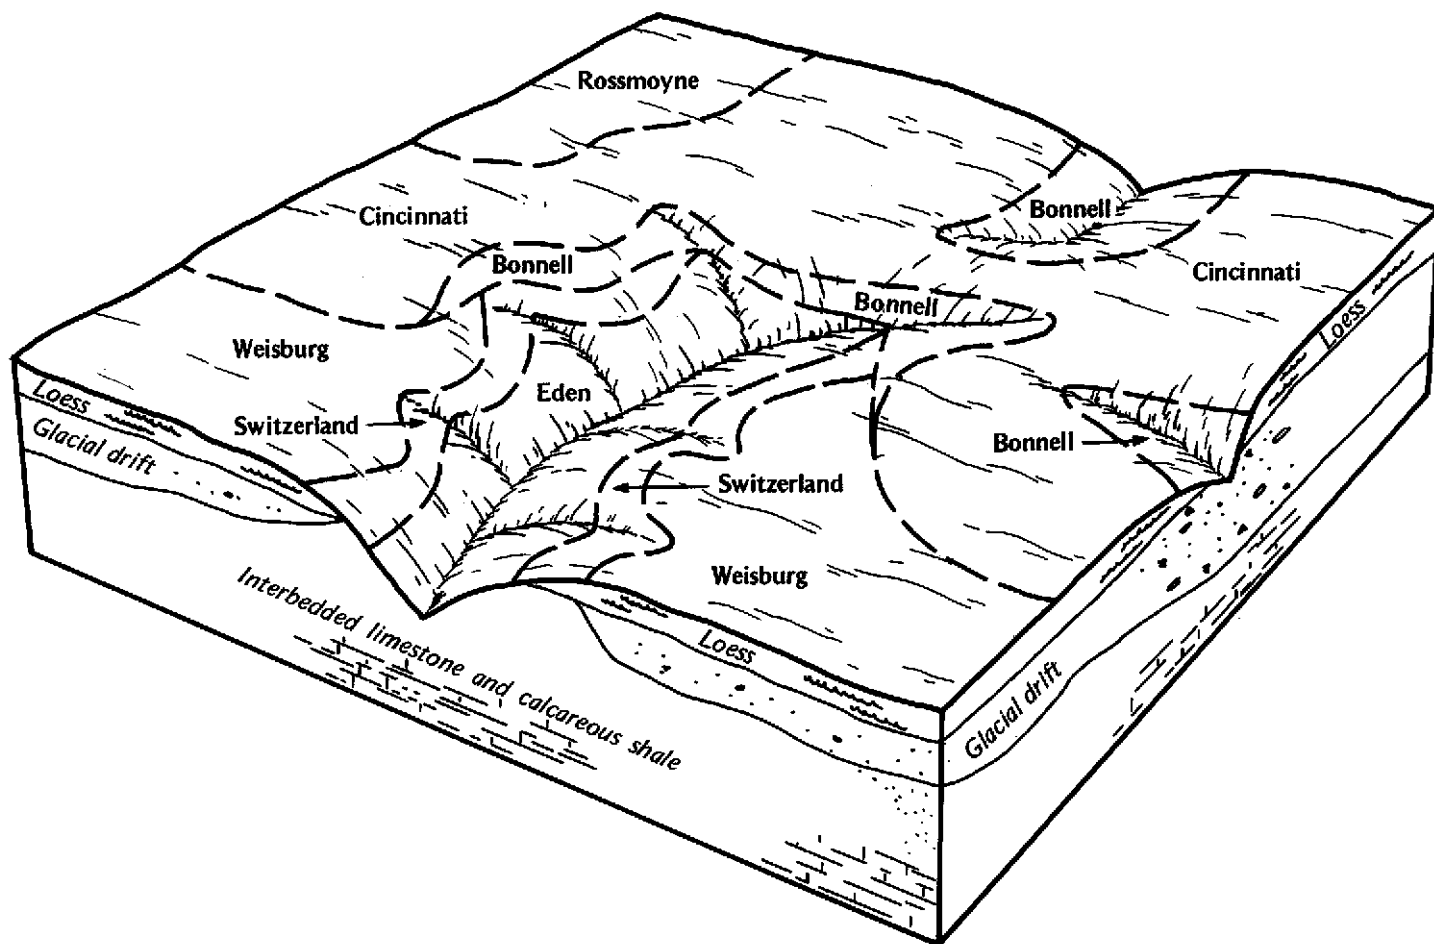 Rossmoyne
Cincinnati
Bonnell
Bonnell
Cincinnati
Bonnell
Loess
Weisburg
Loess
Eden
Switzerland
Glacial drift
Bonnell
Switzerland
Weisburg
Interbedded limestone and calcareous shale
Loess
Glacial drift